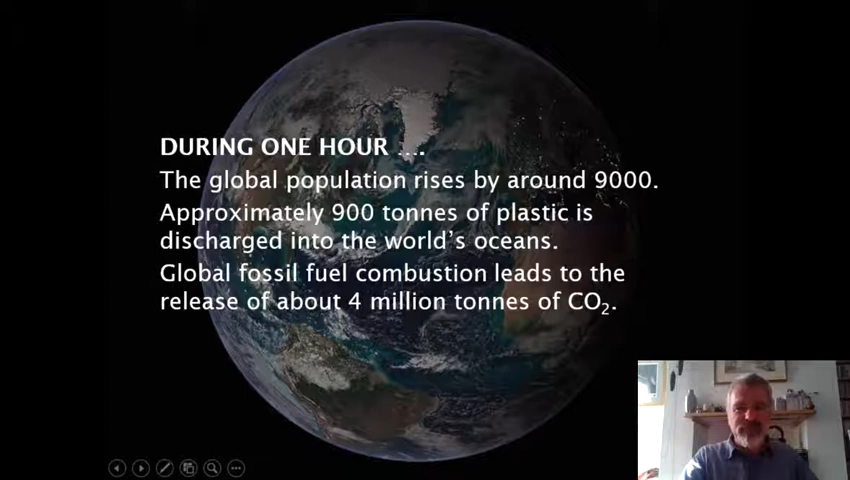 DURING ONE HOUR ....
The global population rises by around 9000.
Approximately 900 tonnes of plastic is
discharged into the world's oceans.
Global fossil fuel combustion leads to the
release of about 4 million tonnes of CO₂.